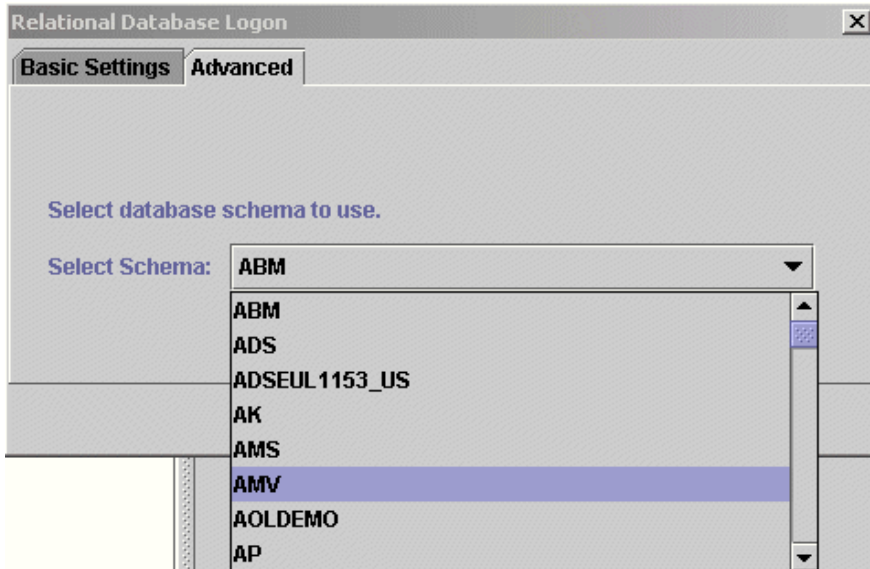 Relational Database Logon
Basic Settings Advanced
Select database schema to use.
Select Schema: ABM
ABM
ADS
ADSEUL1153_US
AK
AMS
AMV
AOLDEMO
AP